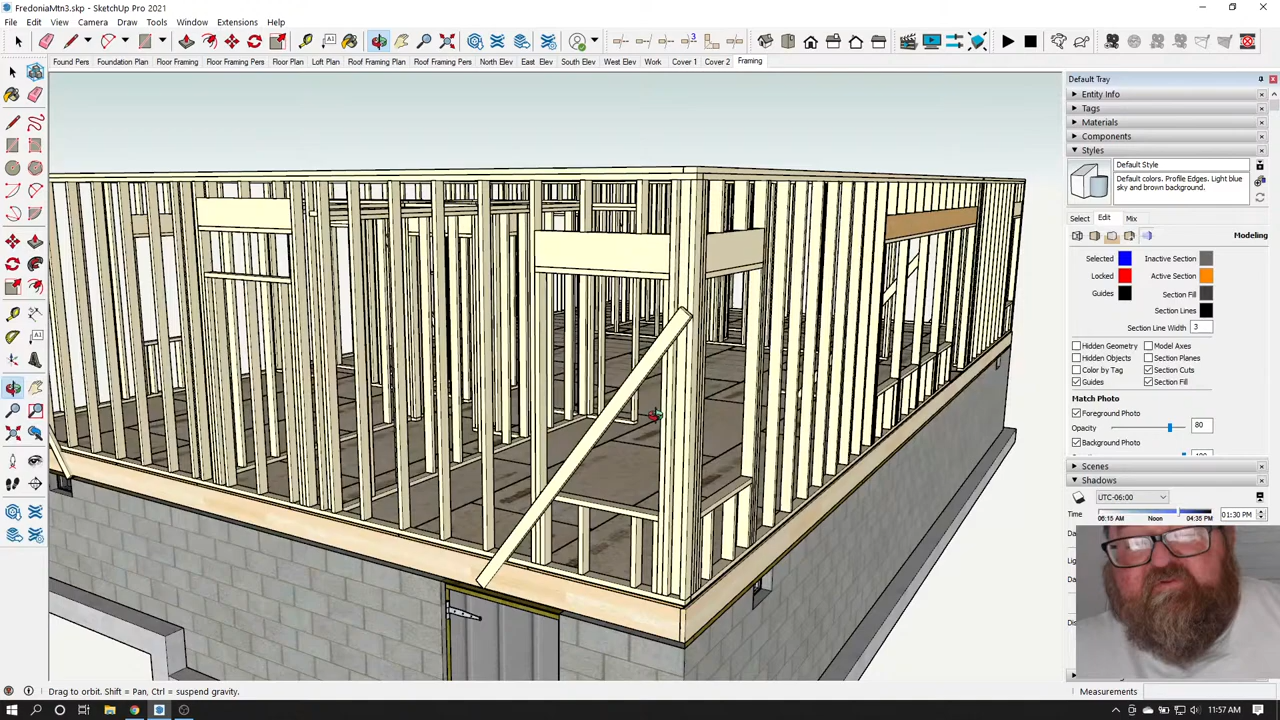 FredoniaMtn3.skp - SketchUp Pro 2021
File Edit View Camera Draw Tools Window Extensions Help
3
Found Pers Foundation Plan Floor Framing Floor Framing Pers Floor Plan Loft Plan Roof Framing Plan Roof Framing Pers North Elev East Elev South Elev West Elev Work Cover 1 Cover 2 Framing
Default Tray
Entity Info
Tags
Materials
Components
Styles
Default Style
Default colors. Profile Edges. Light blue
sky and brown background.
Select Edit Mix
Modeling
Selected Inactive Section
Locked Active Section
Guides Section Fill
Section Lines
Section Line Width 3
Hidden Geometry Model Axes
Hidden Objects Section Planes
Color by Tag Section Cuts
Guides Section Fill
Match Photo
Foreground Photo
Opacity 80
Background Photo
Scenes
Shadows
UTC-06:00
Time 01:30 PM
06:15 AM Noon 04:35 PM
Drag to orbit. Shift = Pan, Ctrl = suspend gravity.
Measurements
11:57 AM